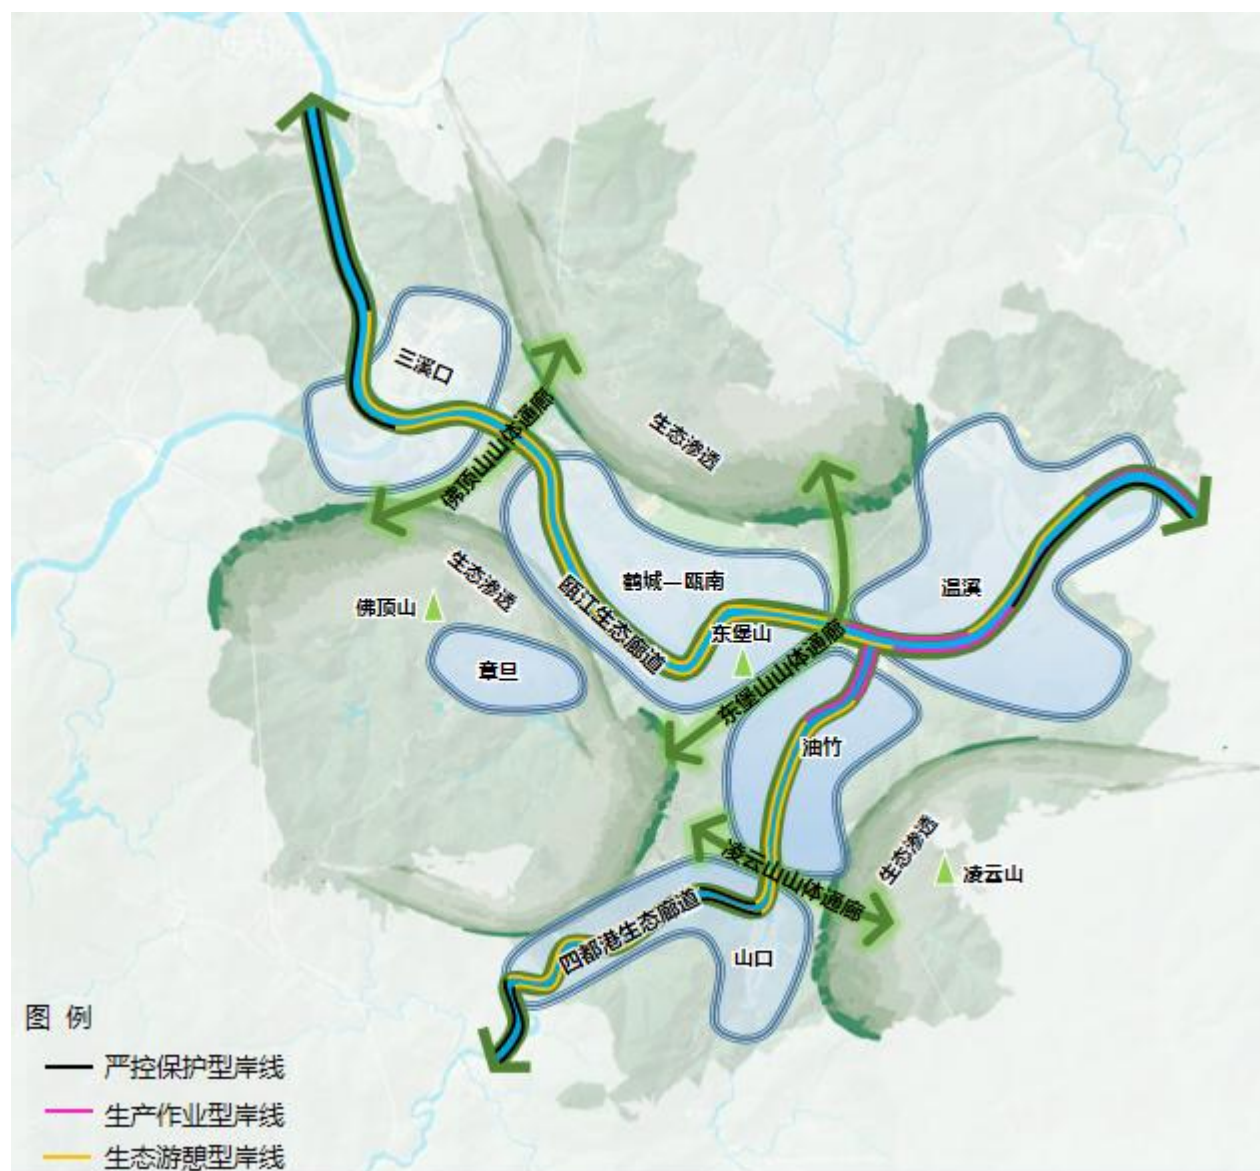 三溪口
佛顶山山体通廊
生态渗透
生态渗透
佛顶山
章旦
鹤城—瓯南
瓯江生态廊道
东堡山
东堡山山体通廊
温溪
油竹
凌云山山体通廊
生态渗透
凌云山
四都港生态廊道
山口
图 例
严控保护型岸线
生产作业型岸线
生态游憩型岸线